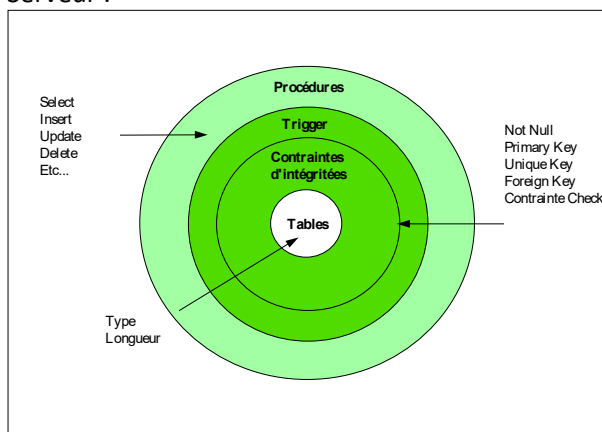 Procédures
Select
Insert
Update
Delete
Etc...
Trigger
Not Null
Primary Key
Unique Key
Foreign Key
Contrainte Check
Contraintes
d'intégritées
Tables
Type
Longueur